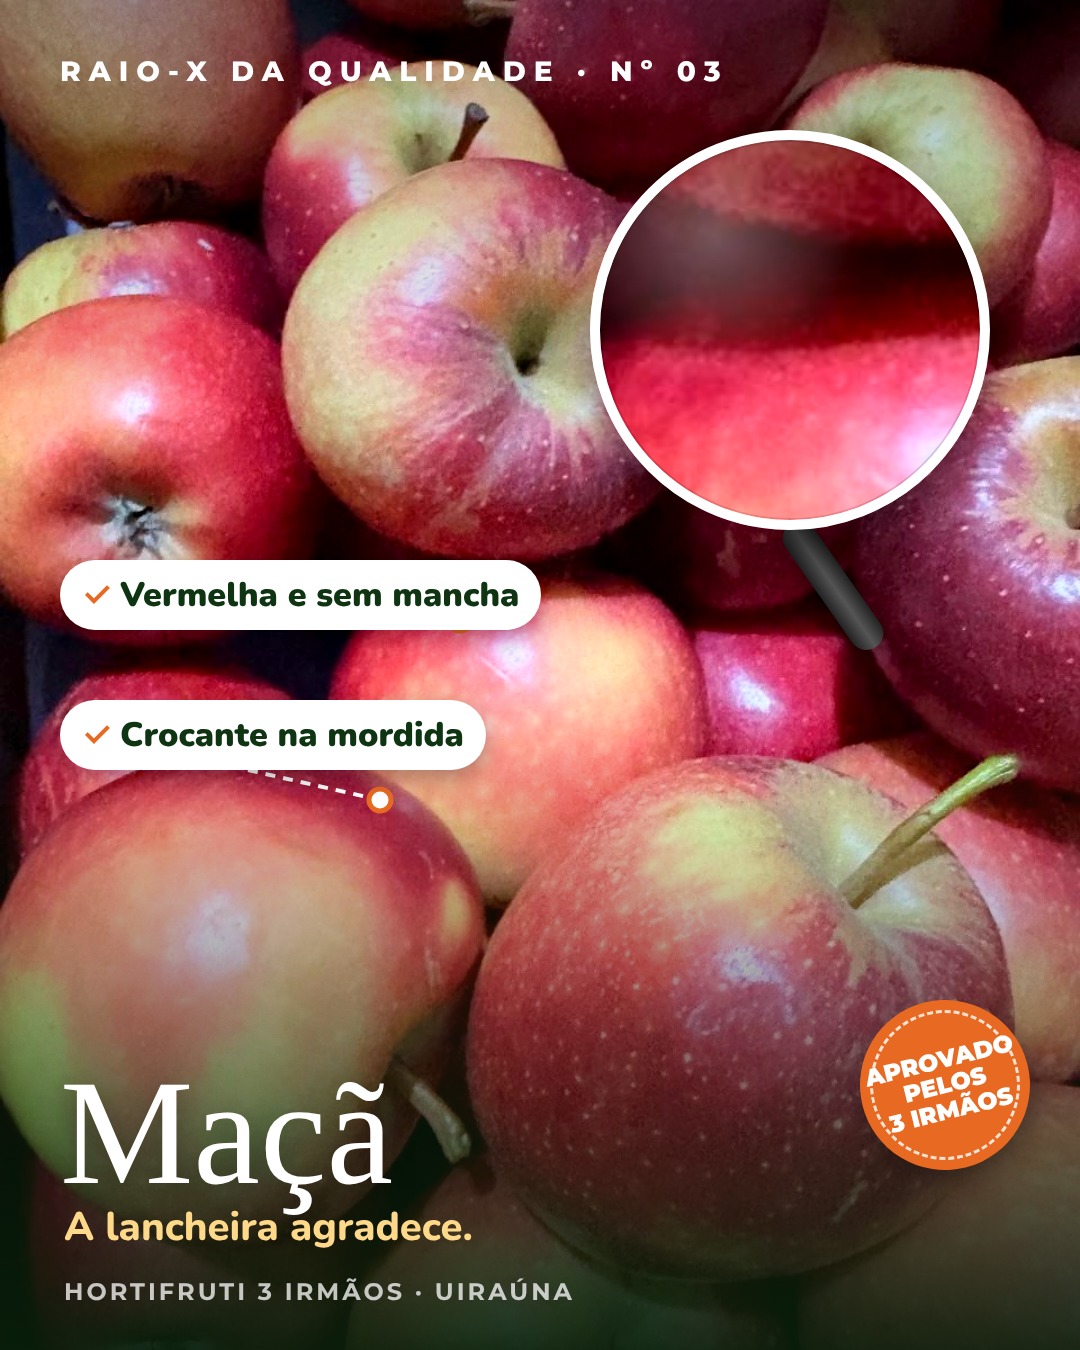 RAIO-X DA QUALIDADE · Nº 03
Vermelha e sem mancha
Crocante na mordida
APROVADO
PELOS
3 IRMÃOS
Maçã
A lancheira agradece.
HORTIFRUTI 3 IRMÃOS · UIRAÚNA